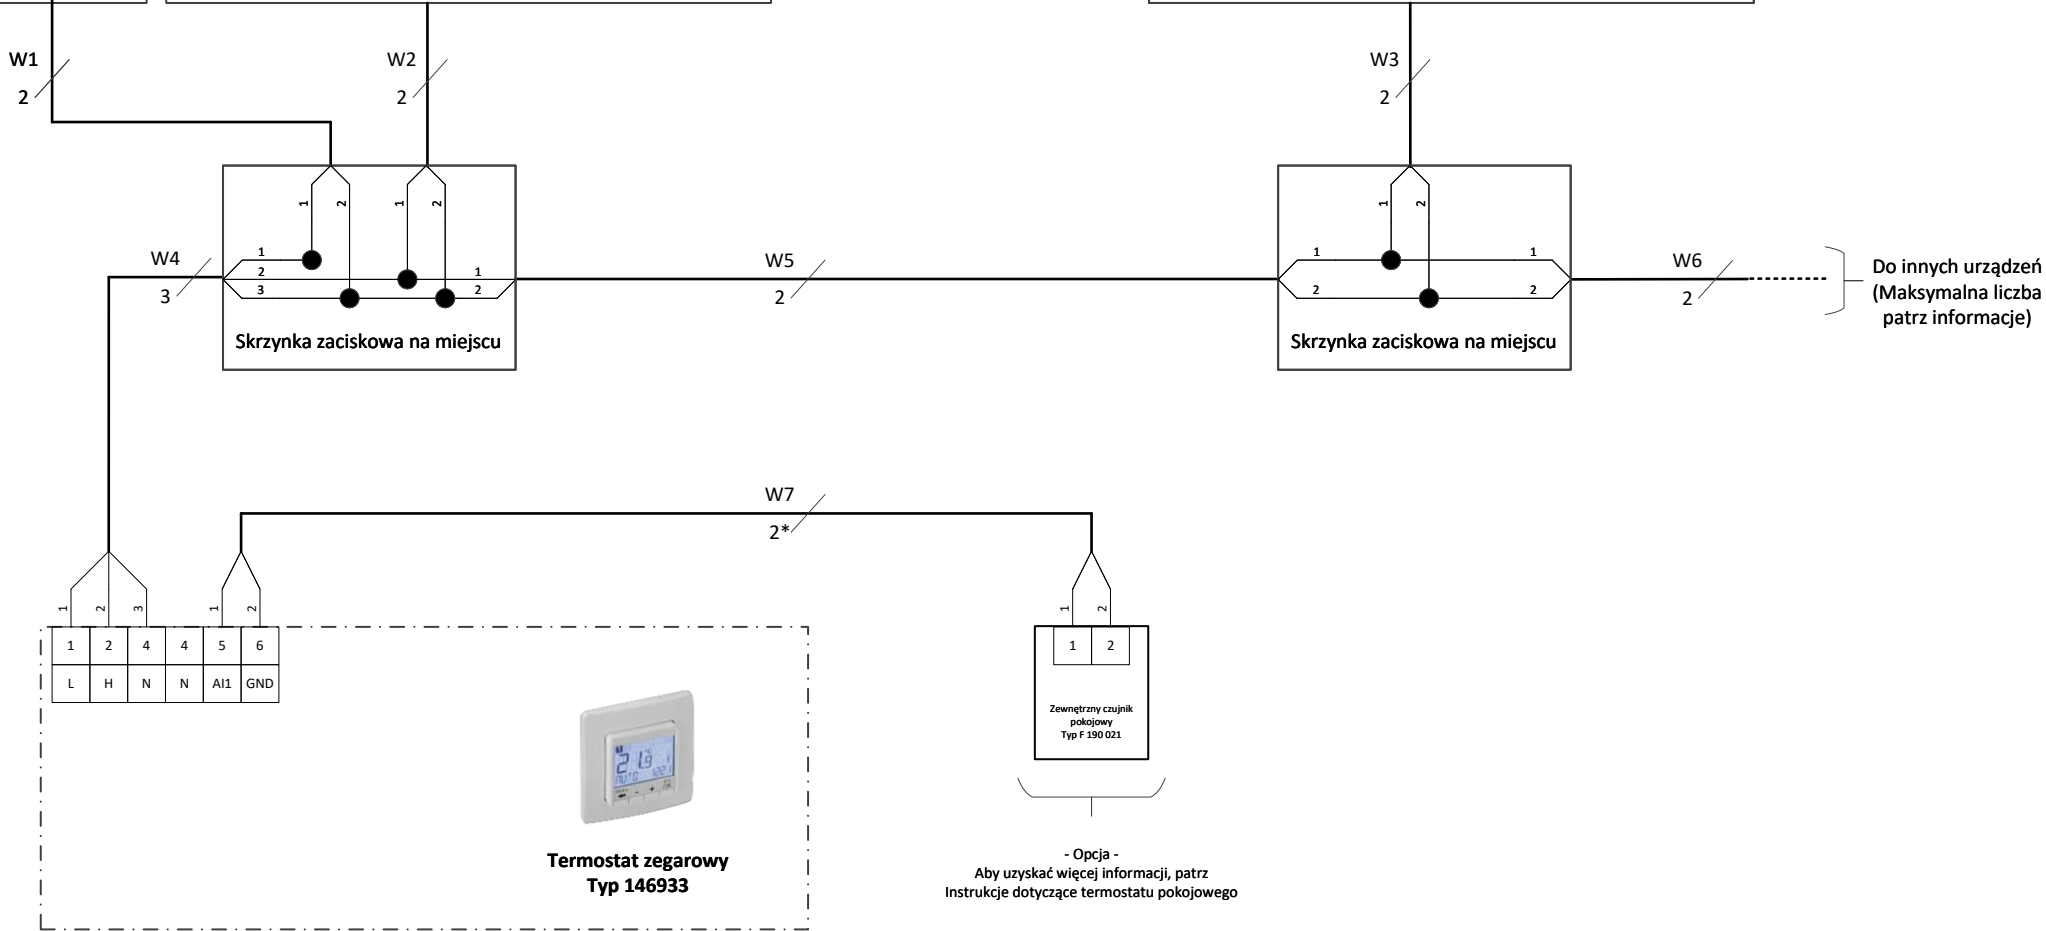 W1
2
W2
2
W3
2
1
2
1
2
1
2
W4
3
1
2
3
1
2
W5
2
1
2
1
2
W6
2
Do innych urządzeń
(Maksymalna liczba
patrz informacje)
Skrzynka zaciskowa na miejscu
Skrzynka zaciskowa na miejscu
W7
2*
1
2
3
1
2
1
2
1 2 4 4 5 6
L H N N AI1 GND
1 2
Zewnętrzny czujnik
pokojowy
Typ F 190 021
21.9
Termostat zegarowy
Typ 146933
- Opcja -
Aby uzyskać więcej informacji, patrz
Instrukcje dotyczące termostatu pokojowego